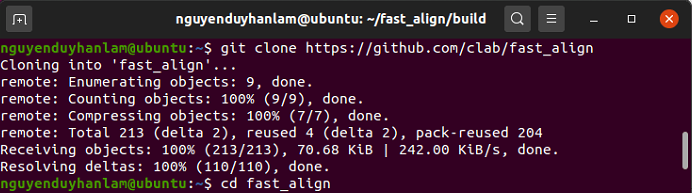 nguyenduyhanlam@ubuntu: ~/fast_align/build
nguyenduyhanlam@ubuntu:~$ git clone https://github.com/clab/fast_align
Cloning into 'fast_align'...
remote: Enumerating objects: 9, done.
remote: Counting objects: 100% (9/9), done.
remote: Compressing objects: 100% (7/7), done.
remote: Total 213 (delta 2), reused 4 (delta 2), pack-reused 204
Receiving objects: 100% (213/213), 70.68 KiB | 242.00 KiB/s, done.
Resolving deltas: 100% (110/110), done.
nguyenduyhanlam@ubuntu:~$ cd fast_align